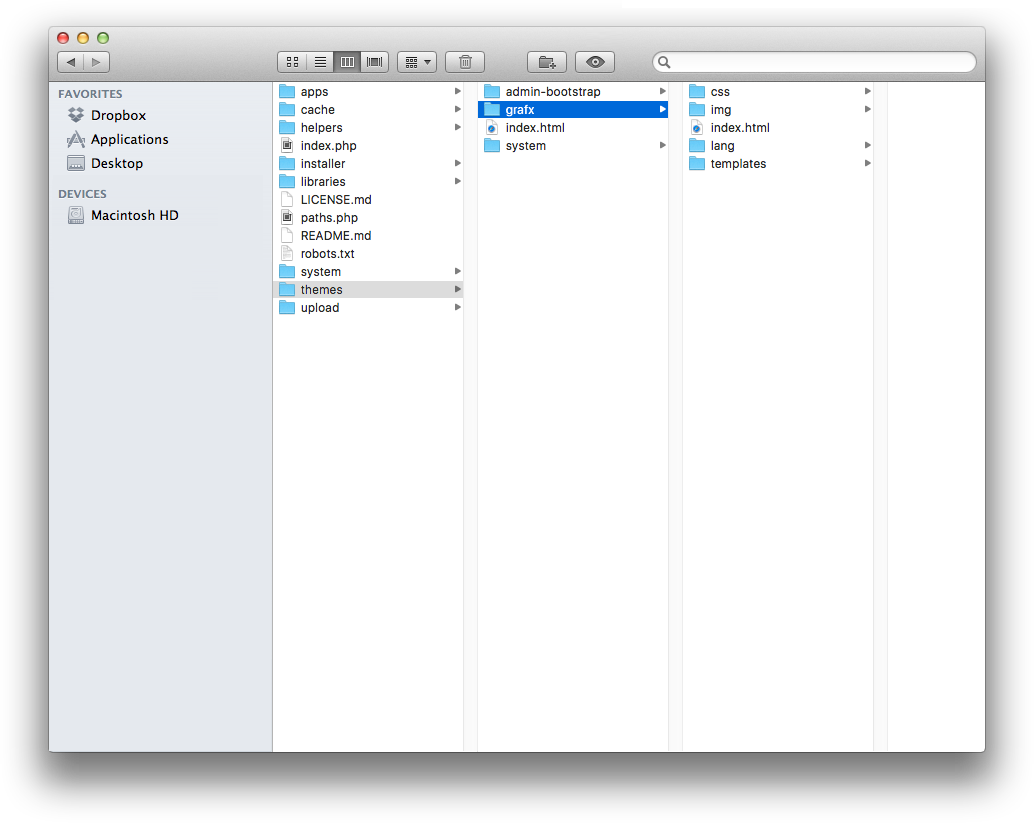 FAVORITES
Dropbox
Applications
Desktop
DEVICES
Macintosh HD
apps
cache
helpers
index.php
installer
libraries
LICENSE.md
paths.php
README.md
robots.txt
system
themes
upload
admin-bootstrap
grafx
index.html
system
css
img
index.html
lang
templates